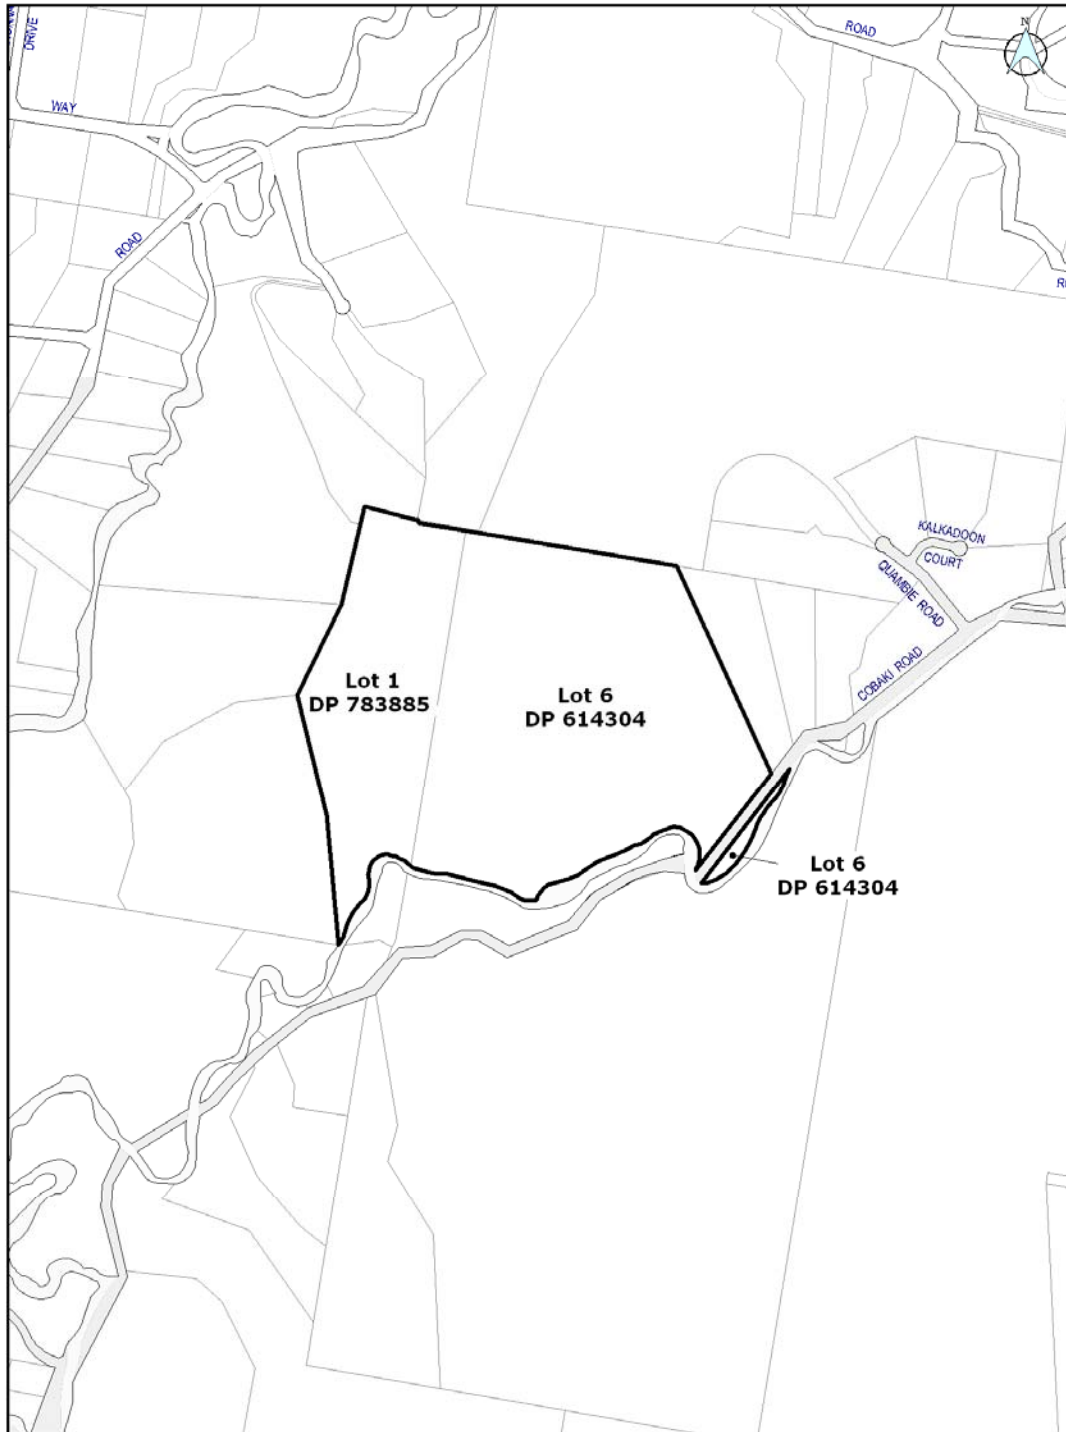 DRIVE
ROAD
N
WAY
ROAD
KALKADOON
COURT
QUAMBIE ROAD
COBAKI ROAD
Lot 1
DP 783885
Lot 6
DP 614304
Lot 6
DP 614304